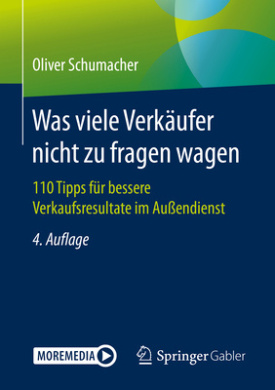 Oliver Schumacher
Was viele Verkäufer
nicht zu fragen wagen
110 Tipps für bessere
Verkaufsresultate im Außendienst
4. Auflage
MOREMEDIA
Springer Gabler